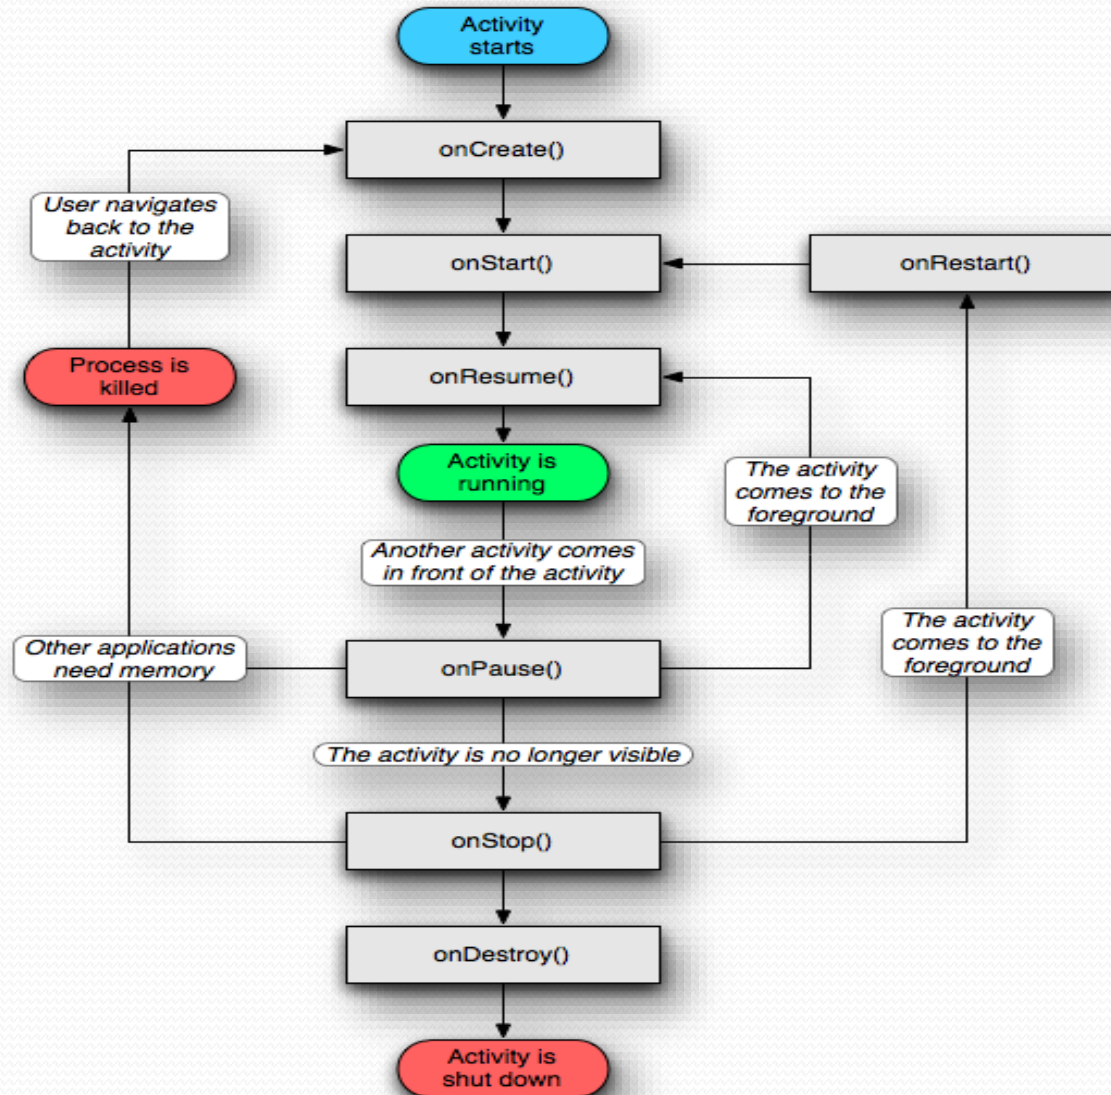 Activity
starts
onCreate()
User navigates
back to the
activity
onStart()
onRestart()
Process is
killed
onResume()
Activity is
running
The activity
comes to the
foreground
Another activity comes
in front of the activity
The activity
comes to the
foreground
Other applications
need memory
onPause()
The activity is no longer visible
onStop()
onDestroy()
Activity is
shut down